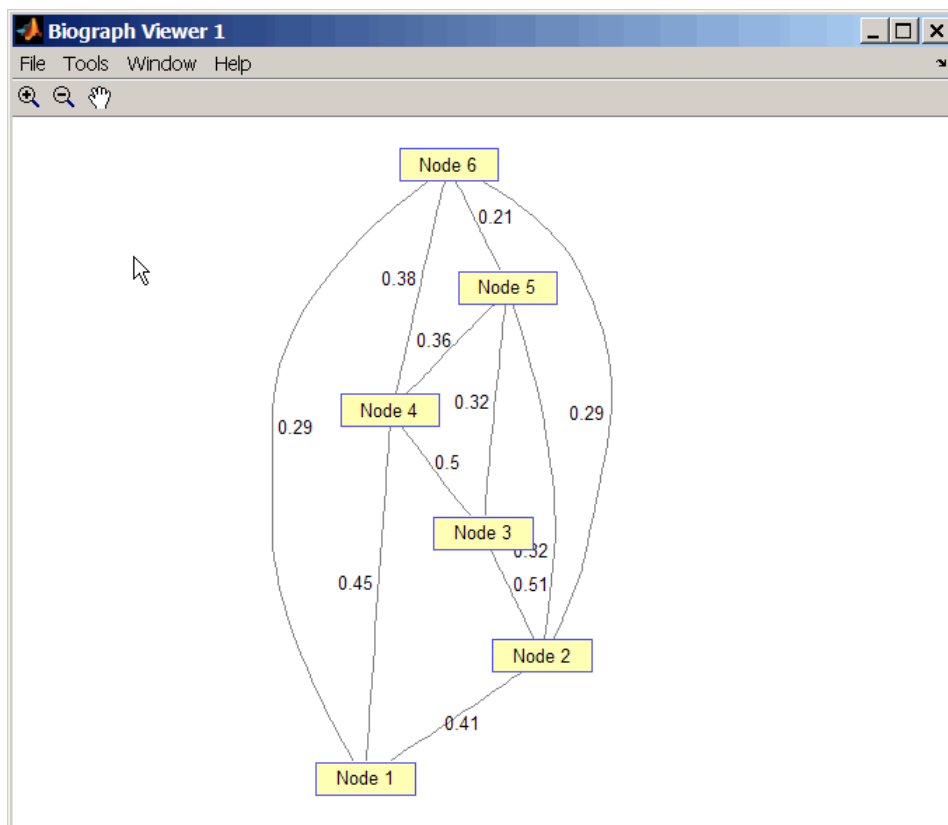 Biograph Viewer 1
File Tools Window Help
Node 6
0.21
0.38
Node 5
0.36
0.32
Node 4
0.29
0.29
0.5
Node 3
0.32
0.45
0.51
Node 2
0.41
Node 1